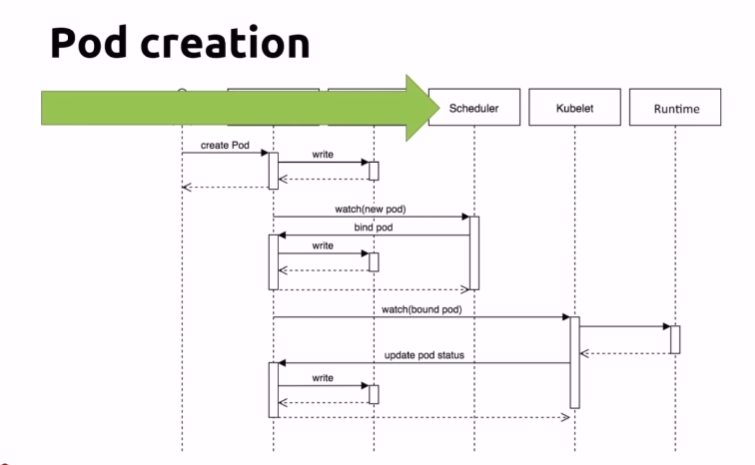 Pod creation
Scheduler
Kubelet
Runtime
create Pod
write
watch(new pod)
bind pod
write
watch(bound pod)
update pod status
write